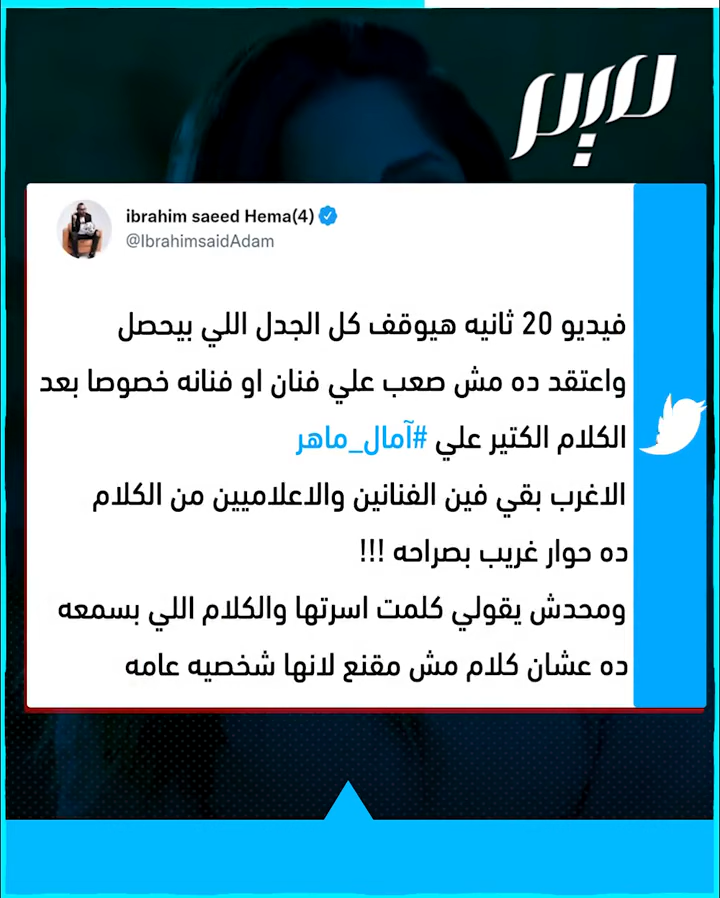 ميم
ibrahim saeed Hema(4)
@IbrahimsaidAdam
فيديو 20 ثانيه هيوقف كل الجدل اللي بيحصل
واعتقد ده مش صعب علي فنان او فنانه خصوصا بعد
الكلام الكتير علي #آمال_ماهر
الاغرب بقي فين الفنانين والاعلاميين من الكلام
ده حوار غريب بصراحه !!!
ومحدش يقولي كلمت اسرتها والكلام اللي بسمعه
ده عشان كلام مش مقنع لانها شخصيه عامه